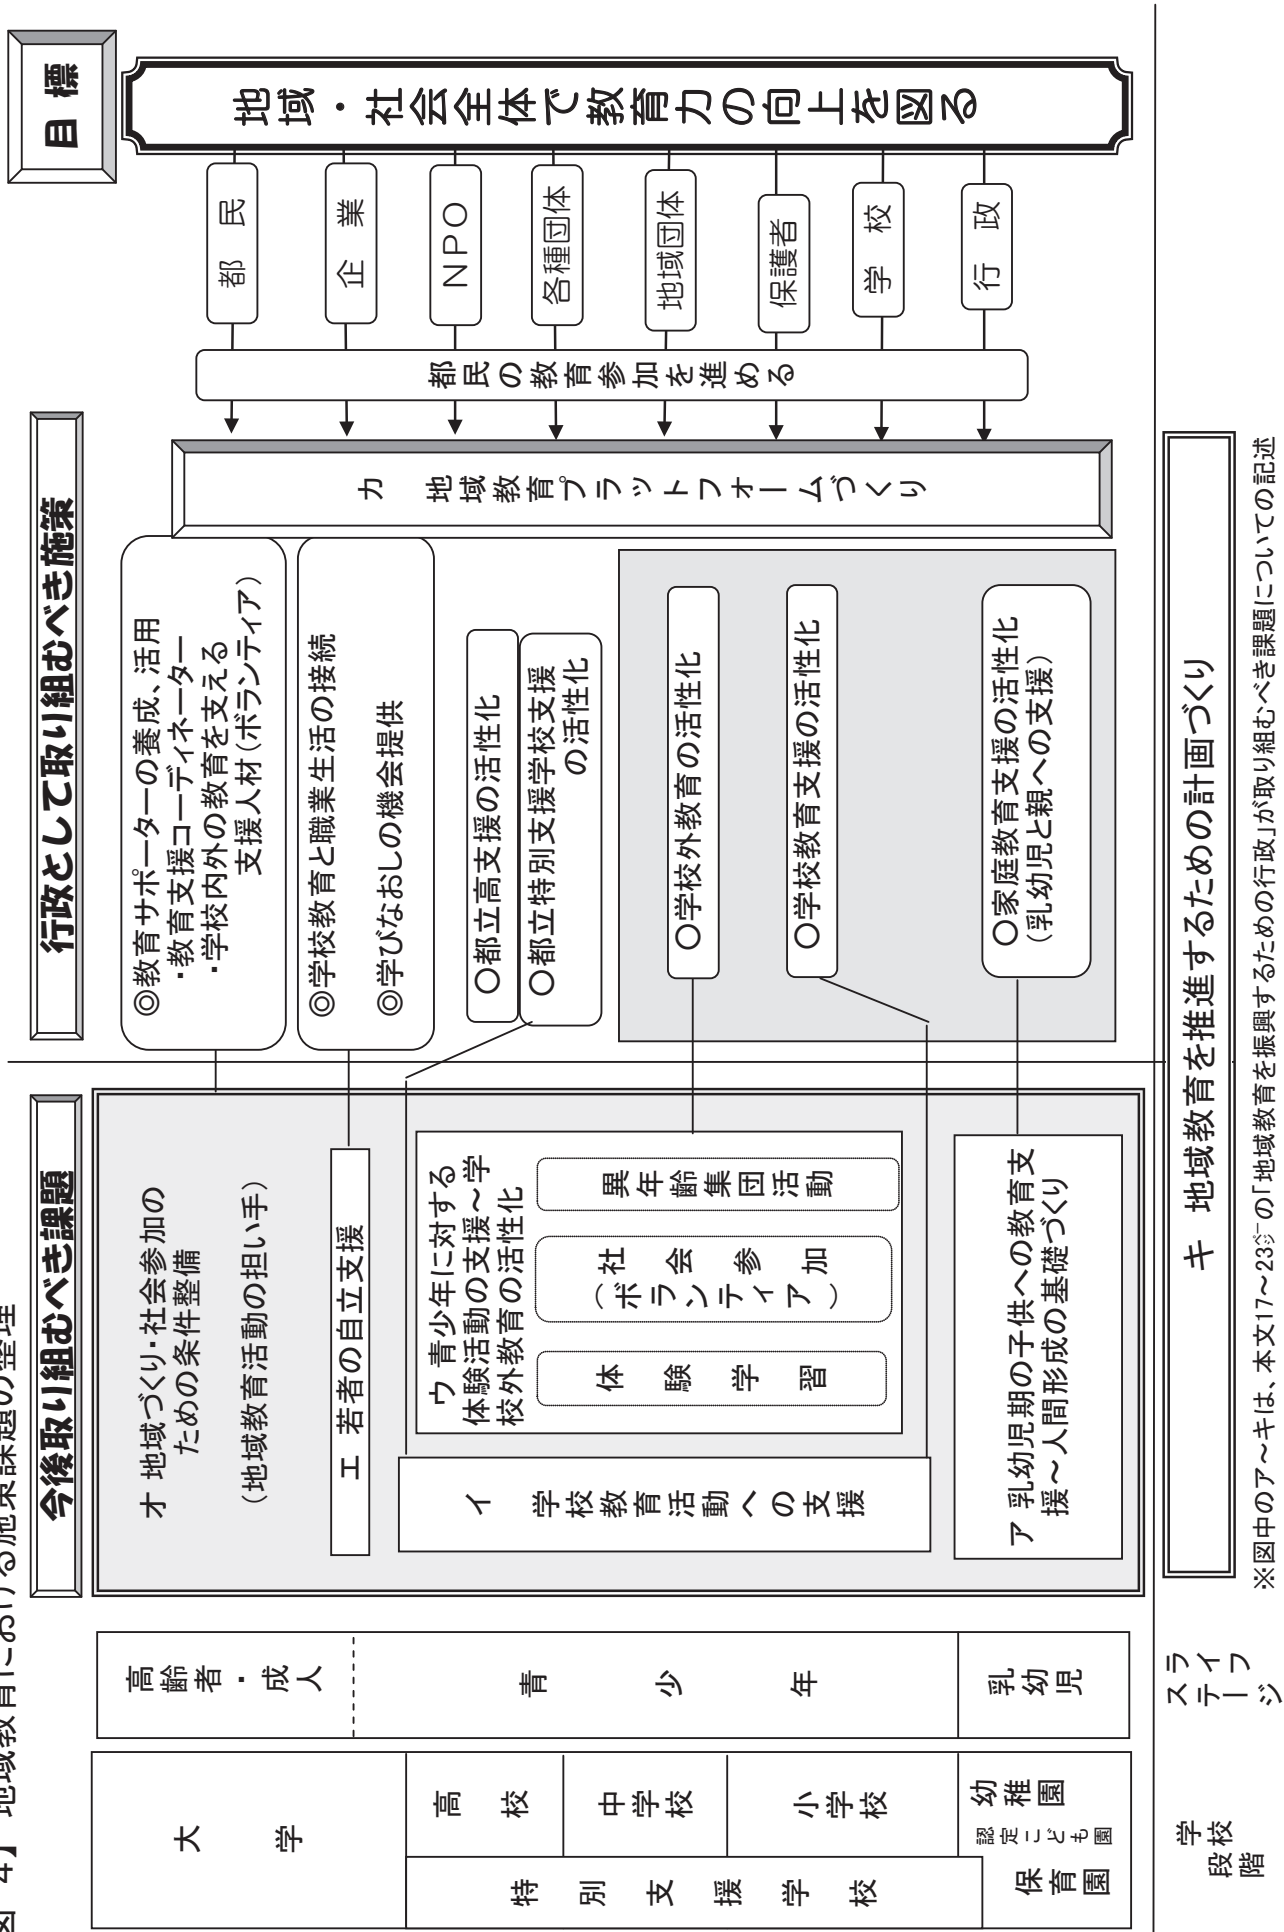 図 4】 地域教育における施策課題の整理
学校
段階
ライフ
ステージ
今後取り組むべき課題
行政として取り組むべき施策
目 標
大 学
高 校
中学校
小学校
特別支援学校
幼稚園
認定こども園
保育園
高齢者・成人
青 少 年
乳幼児
オ 地域づくり・社会参加の
ための条件整備
(地域教育活動の担い手)
エ 若者の自立支援
イ 学校教育活動への支援
ウ 青少年に対する
体験活動の支援~学
校外教育の活性化
体験学習
社会参加
(ボランティア)
異年齢集団活動
ア 乳幼児期の子供への教育支
援~人間形成の基礎づくり
◎教育サポーターの養成、活用
・教育支援コーディネーター
・学校内外の教育を支える
支援人材(ボランティア)
◎学校教育と職業生活の接続
◎学びなおしの機会提供
○都立高支援の活性化
○都立特別支援学校支援
の活性化
○学校外教育の活性化
○学校教育支援の活性化
○家庭教育支援の活性化
(乳幼児と親への支援)
カ 地域教育プラットフォームづくり
都民の教育参加を進める
都 民
企 業
NPO
各種団体
地域団体
保護者
学 校
行 政
地域・社会全体で教育力の向上を図る
キ 地域教育を推進するための計画づくり
※図中のア~キは、本文17~23㌻の「地域教育を振興するための行政」が取り組むべき課題についての記述